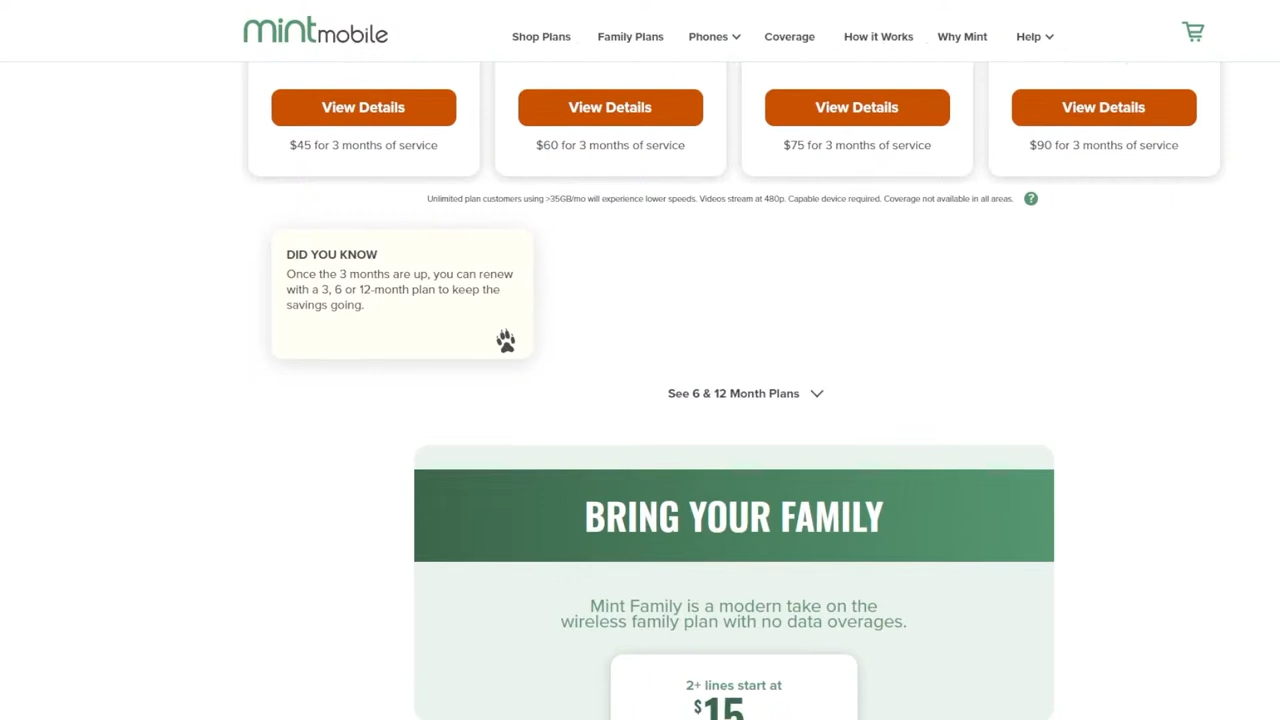 mintmobile
Shop Plans
Family Plans
Phones
Coverage
How it Works
Why Mint
Help
View Details
View Details
View Details
View Details
$45 for 3 months of service
$60 for 3 months of service
$75 for 3 months of service
$90 for 3 months of service
Unlimited plan customers using >35GB/mo will experience lower speeds. Videos stream at 480p. Capable device required. Coverage not available in all areas.
?
DID YOU KNOW
Once the 3 months are up, you can renew
with a 3, 6 or 12-month plan to keep the
savings going.
See 6 & 12 Month Plans
BRING YOUR FAMILY
Mint Family is a modern take on the
wireless family plan with no data overages.
2+ lines start at
$15